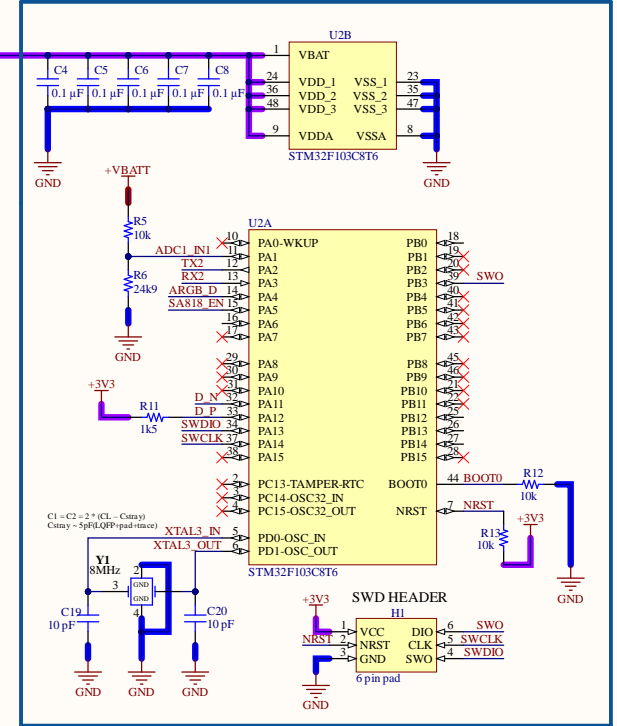 U2B
1 VBAT
C4 C5 C6 C7 C8
24 VDD_1 VSS_1 23
0.1 µF 0.1 µF 0.1 µF 0.1 µF 0.1 µF
36 VDD_2 VSS_2 35
48 VDD_3 VSS_3 47
9 VDDA VSSA 8
STM32F103C8T6
GND
GND
+VBATT
R5
10k
R6
24k9
GND
U2A
10 PA0-WKUP PB0 18
ADC1_IN1 11 PA1 PB1 19
TX2 12 PA2 PB2 20
RX2 13 PA3 PB3 39 SWO
ARGB_D 14 PA4 PB4 40
SA818_EN 15 PA5 PB5 41
16 PA6 PB6 42
17 PA7 PB7 43
29 PA8 PB8 45
30 PA9 PB9 46
31 PA10 PB10 21
D_N 32 PA11 PB11 22
D_P 33 PA12 PB12 25
SWDIO 34 PA13 PB13 26
SWCLK 37 PA14 PB14 27
38 PA15 PB15 28
+3V3
R11
1k5
2 PC13-TAMPER-RTC BOOT0 44 BOOT0
3 PC14-OSC32_IN
4 PC15-OSC32_OUT NRST 7 NRST
XTAL3_IN 5 PD0-OSC_IN
XTAL3_OUT 6 PD1-OSC_OUT
STM32F103C8T6
R12
10k
R13
10k
+3V3
GND
C1 = C2 = 2 * (CL – Cstray)
Cstray ~ 5pF(LQFP+pad+trace)
Y1
8MHz
2
GND
3
GND
4
C19
10 pF
C20
10 pF
GND
GND
GND
SWD HEADER
H1
+3V3
1 VCC DIO 6 SWO
NRST 2 NRST CLK 5 SWCLK
3 GND SWO 4 SWDIO
6 pin pad
GND